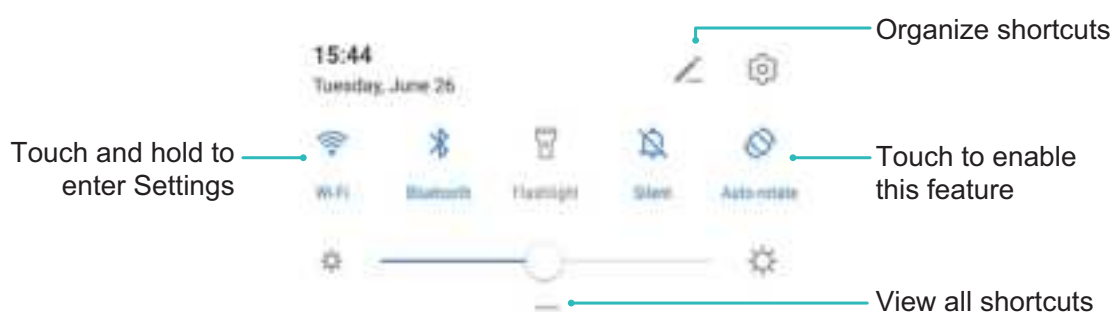 Organize shortcuts
15:44
Tuesday, June 26
Touch and hold to
enter Settings
Touch to enable
this feature
Wi-Fi Bluetooth Flashlight Silent Auto-rotate
View all shortcuts